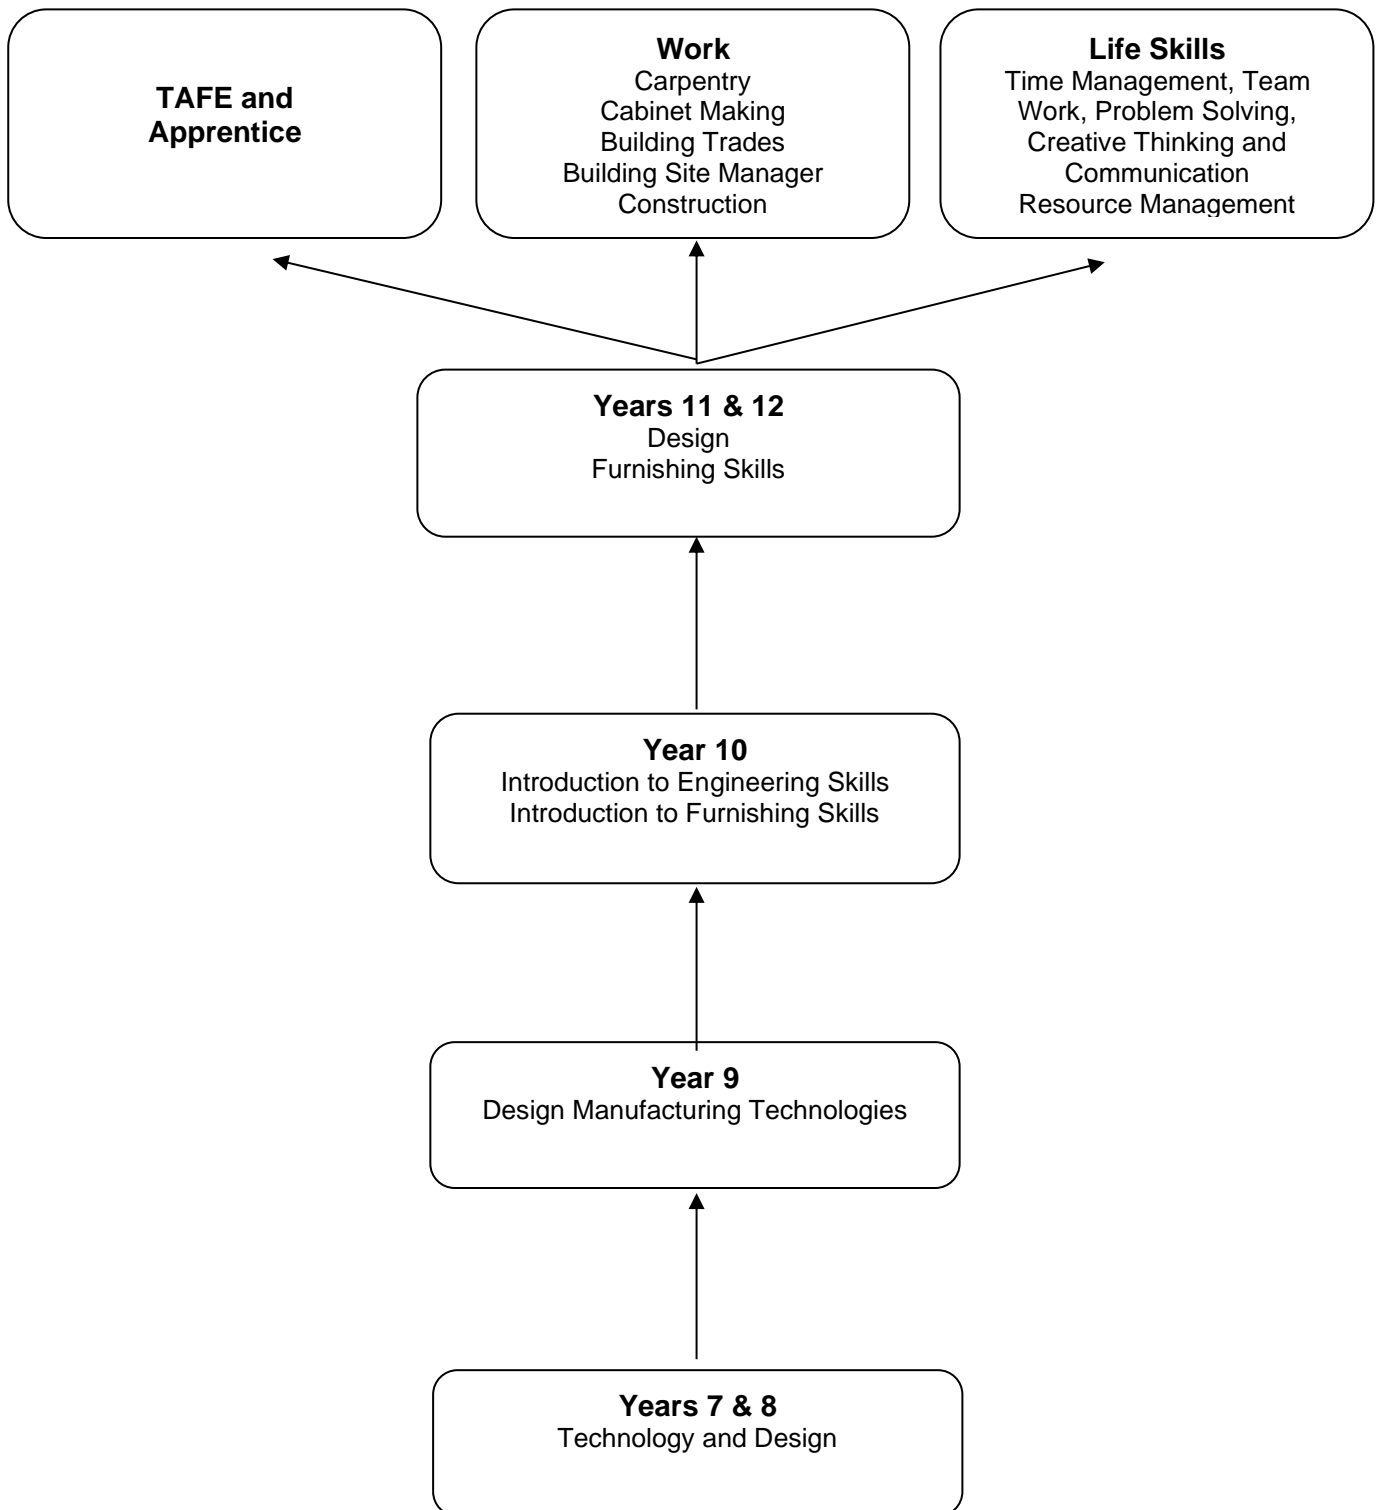 TAFE and
Apprentice
Work
Carpentry
Cabinet Making
Building Trades
Building Site Manager
Construction
Life Skills
Time Management, Team
Work, Problem Solving,
Creative Thinking and
Communication
Resource Management
Years 11 & 12
Design
Furnishing Skills
Year 10
Introduction to Engineering Skills
Introduction to Furnishing Skills
Year 9
Design Manufacturing Technologies
Years 7 & 8
Technology and Design